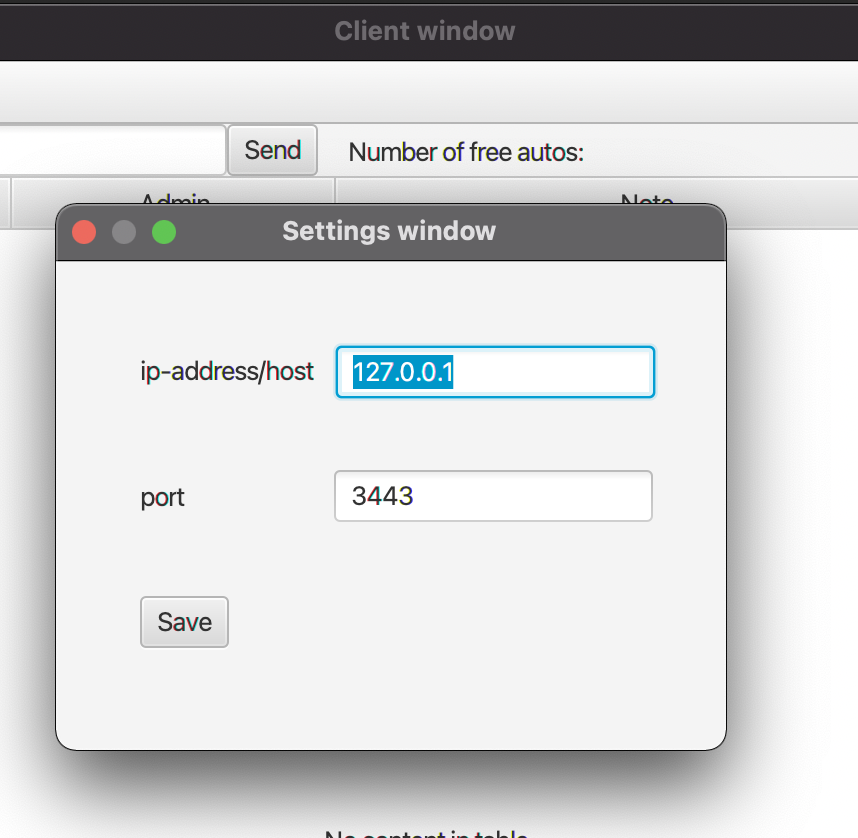 Client window
Send Number of free autos:
Admin Note
Settings window
ip-address/host 127.0.0.1
port 3443
Save
No content in table